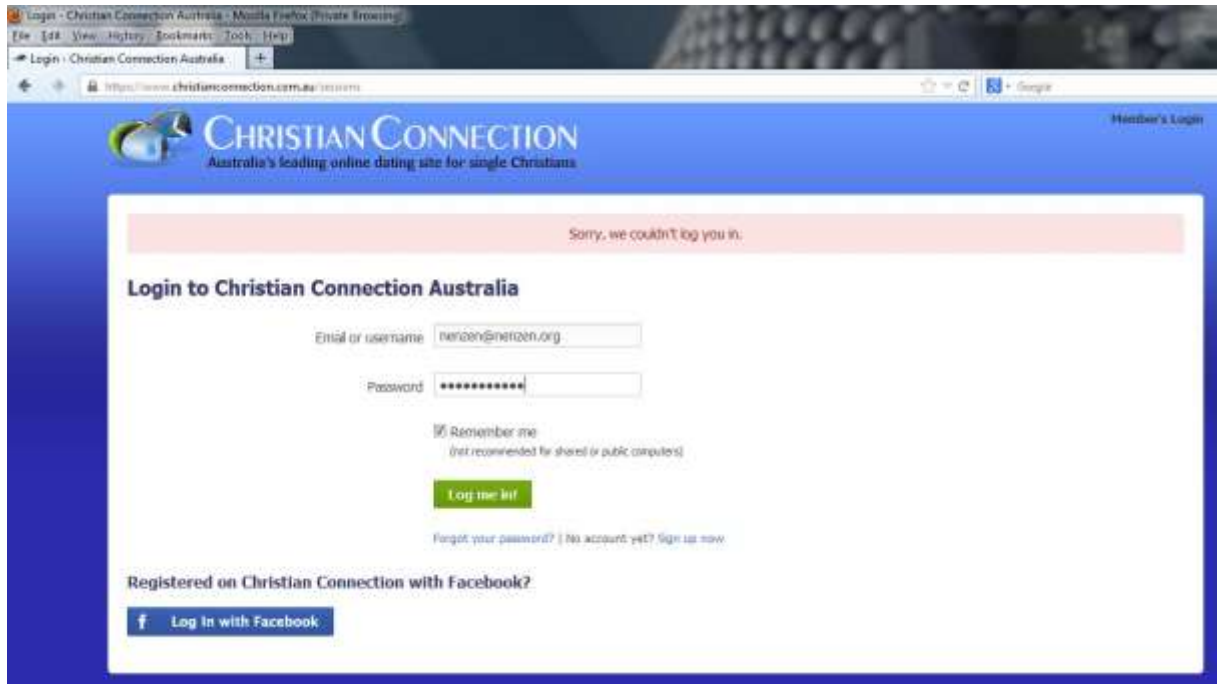 Login - Christian Connection Australia - Mozilla Firefox (Private Browsing)
File Edit View History Bookmarks Tools Help
Login - Christian Connection Australia +
https://www.christianconnection.com.au/sessions
Google
Member's Login
CHRISTIAN CONNECTION
Australia's leading online dating site for single Christians
Sorry, we couldn't log you in.
Login to Christian Connection Australia
Email or username nenzen@nenzen.org
Password
Remember me
(not recommended for shared or public computers)
Log me in!
Forgot your password? | No account yet? Sign up now
Registered on Christian Connection with Facebook?
f Log In with Facebook